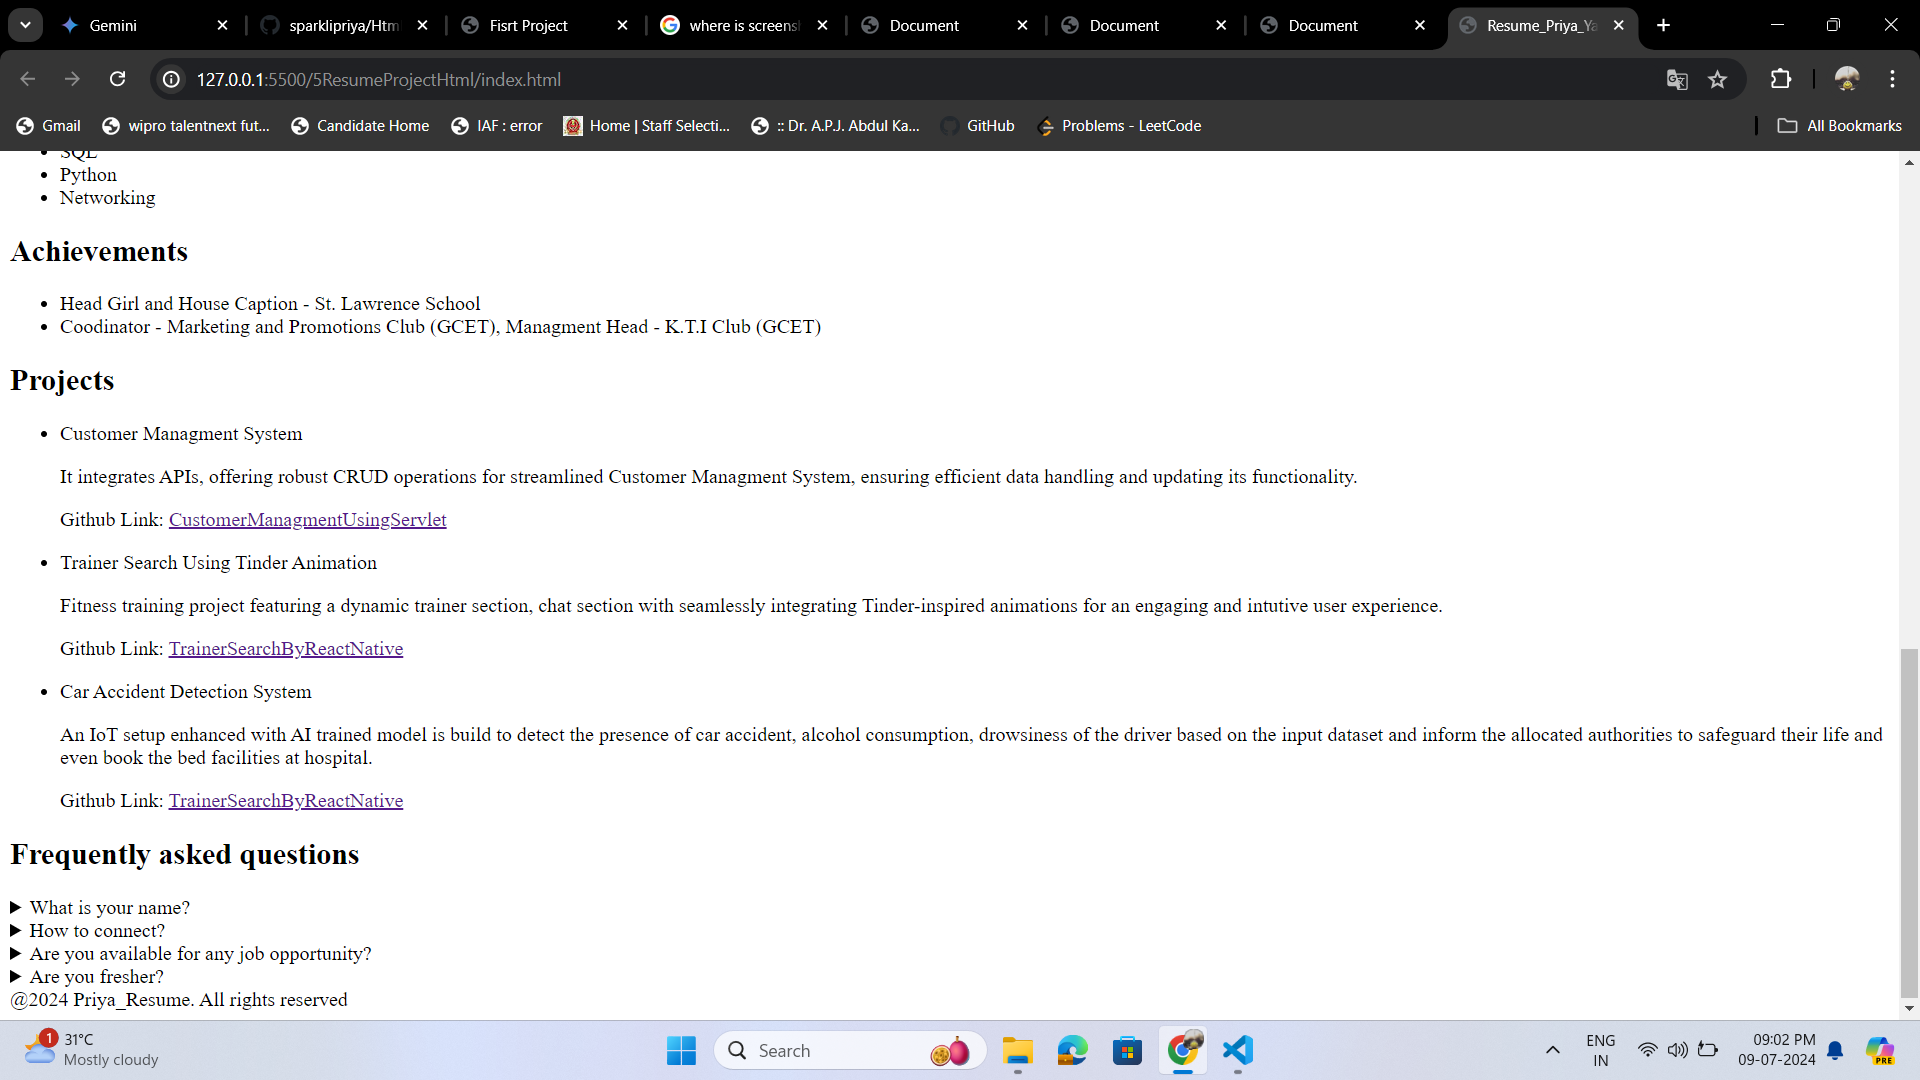 Gemini
sparklipriya/Htm
Fisrt Project
where is screensh
Document
Document
Document
Resume_Priya_Ya
127.0.0.1:5500/5ResumeProjectHtml/index.html
Gmail
wipro talentnext fut...
Candidate Home
IAF : error
Home | Staff Selecti...
:: Dr. A.P.J. Abdul Ka...
GitHub
Problems - LeetCode
All Bookmarks
SQL
Python
Networking
Achievements
Head Girl and House Caption - St. Lawrence School
Coodinator - Marketing and Promotions Club (GCET), Managment Head - K.T.I Club (GCET)
Projects
Customer Managment System
It integrates APIs, offering robust CRUD operations for streamlined Customer Managment System, ensuring efficient data handling and updating its functionality.
Github Link: CustomerManagmentUsingServlet
Trainer Search Using Tinder Animation
Fitness training project featuring a dynamic trainer section, chat section with seamlessly integrating Tinder-inspired animations for an engaging and intutive user experience.
Github Link: TrainerSearchByReactNative
Car Accident Detection System
An IoT setup enhanced with AI trained model is build to detect the presence of car accident, alcohol consumption, drowsiness of the driver based on the input dataset and inform the allocated authorities to safeguard their life and
even book the bed facilities at hospital.
Github Link: TrainerSearchByReactNative
Frequently asked questions
What is your name?
How to connect?
Are you available for any job opportunity?
Are you fresher?
@2024 Priya_Resume. All rights reserved
1
31°C
Mostly cloudy
Search
ENG
IN
09:02 PM
09-07-2024
PRE